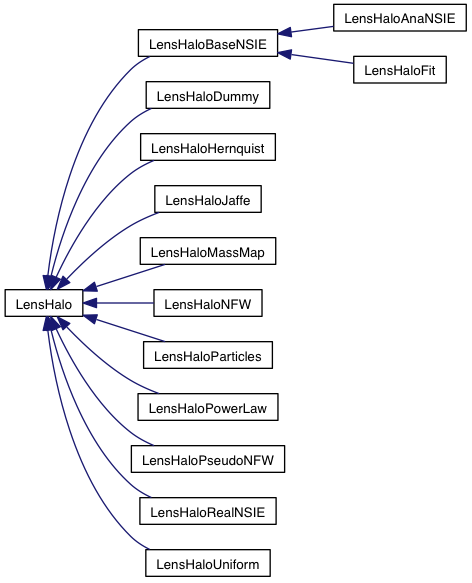 LensHaloAnaNSIE
LensHaloBaseNSIE
LensHaloFit
LensHaloDummy
LensHaloHernquist
LensHaloJaffe
LensHaloMassMap
LensHalo
LensHaloNFW
LensHaloParticles
LensHaloPowerLaw
LensHaloPseudoNFW
LensHaloRealNSIE
LensHaloUniform